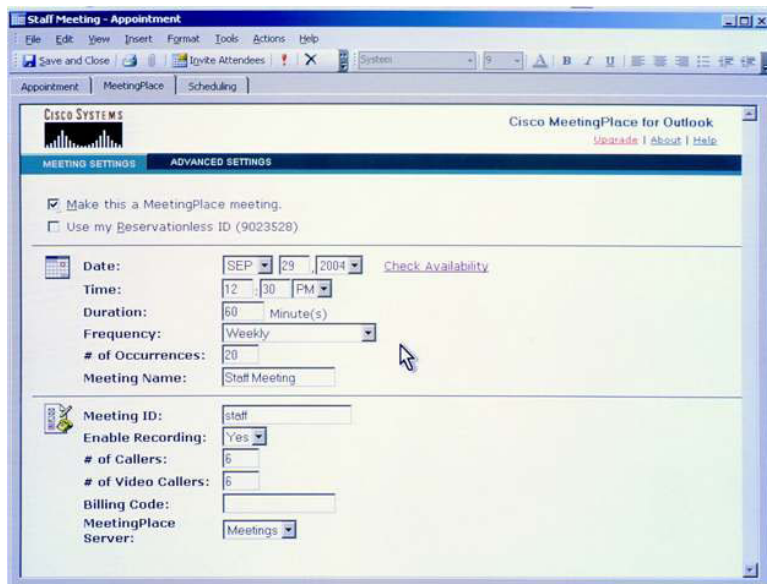 Staff Meeting - Appointment
File Edit View Insert Format Tools Actions Help
Save and Close Invite Attendees ! System 9 A B I U
Appointment MeetingPlace Scheduling
CISCO SYSTEMS
Cisco MeetingPlace for Outlook
Upgrade | About | Help
MEETING SETTINGS ADVANCED SETTINGS
Make this a MeetingPlace meeting.
Use my Reservationless ID (9023528)
Date: SEP 29 , 2004 Check Availability
Time: 12 : 30 PM
Duration: 60 Minute(s)
Frequency: Weekly
# of Occurrences: 20
Meeting Name: Staff Meeting
Meeting ID: staff
Enable Recording: Yes
# of Callers: 6
# of Video Callers: 6
Billing Code:
MeetingPlace
Server: Meetings